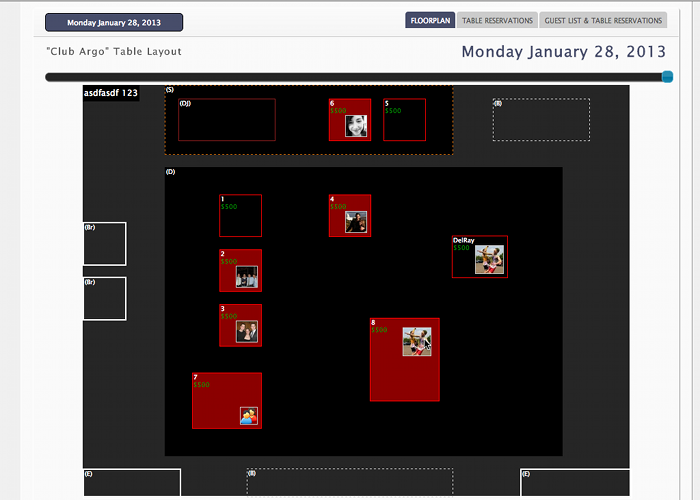 Monday January 28, 2013
FLOORPLAN
TABLE RESERVATIONS
GUEST LIST & TABLE RESERVATIONS
"Club Argo" Table Layout
Monday January 28, 2013
asdfasdf 123
(S)
(DJ)
6
$500
5
$500
(B)
(D)
1
$500
4
$500
(Br)
DelRay
$500
2
$500
(Br)
3
$500
8
$500
7
$500
(E)
(B)
(E)